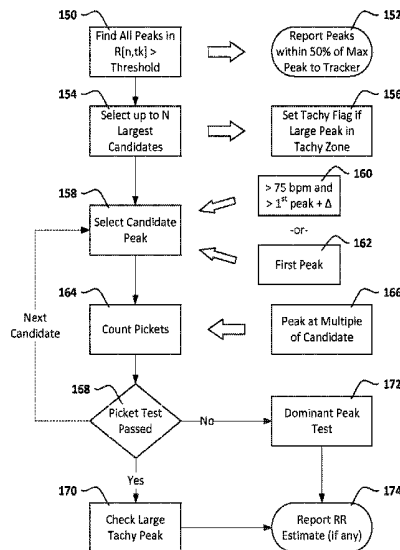 150
Find All Peaks in
R[n,tk] >
Threshold
152
Report Peaks
within 50% of Max
Peak to Tracker
154
Select up to N
Largest
Candidates
156
Set Tachy Flag if
Large Peak in
Tachy Zone
158
Select Candidate
Peak
160
> 75 bpm and
> 1st peak + Δ
-or-
162
First Peak
Next
Candidate
164
Count Pickets
166
Peak at Multiple
of Candidate
168
Picket Test
Passed
No
172
Dominant Peak
Test
Yes
170
Check Large
Tachy Peak
174
Report RR
Estimate (if any)